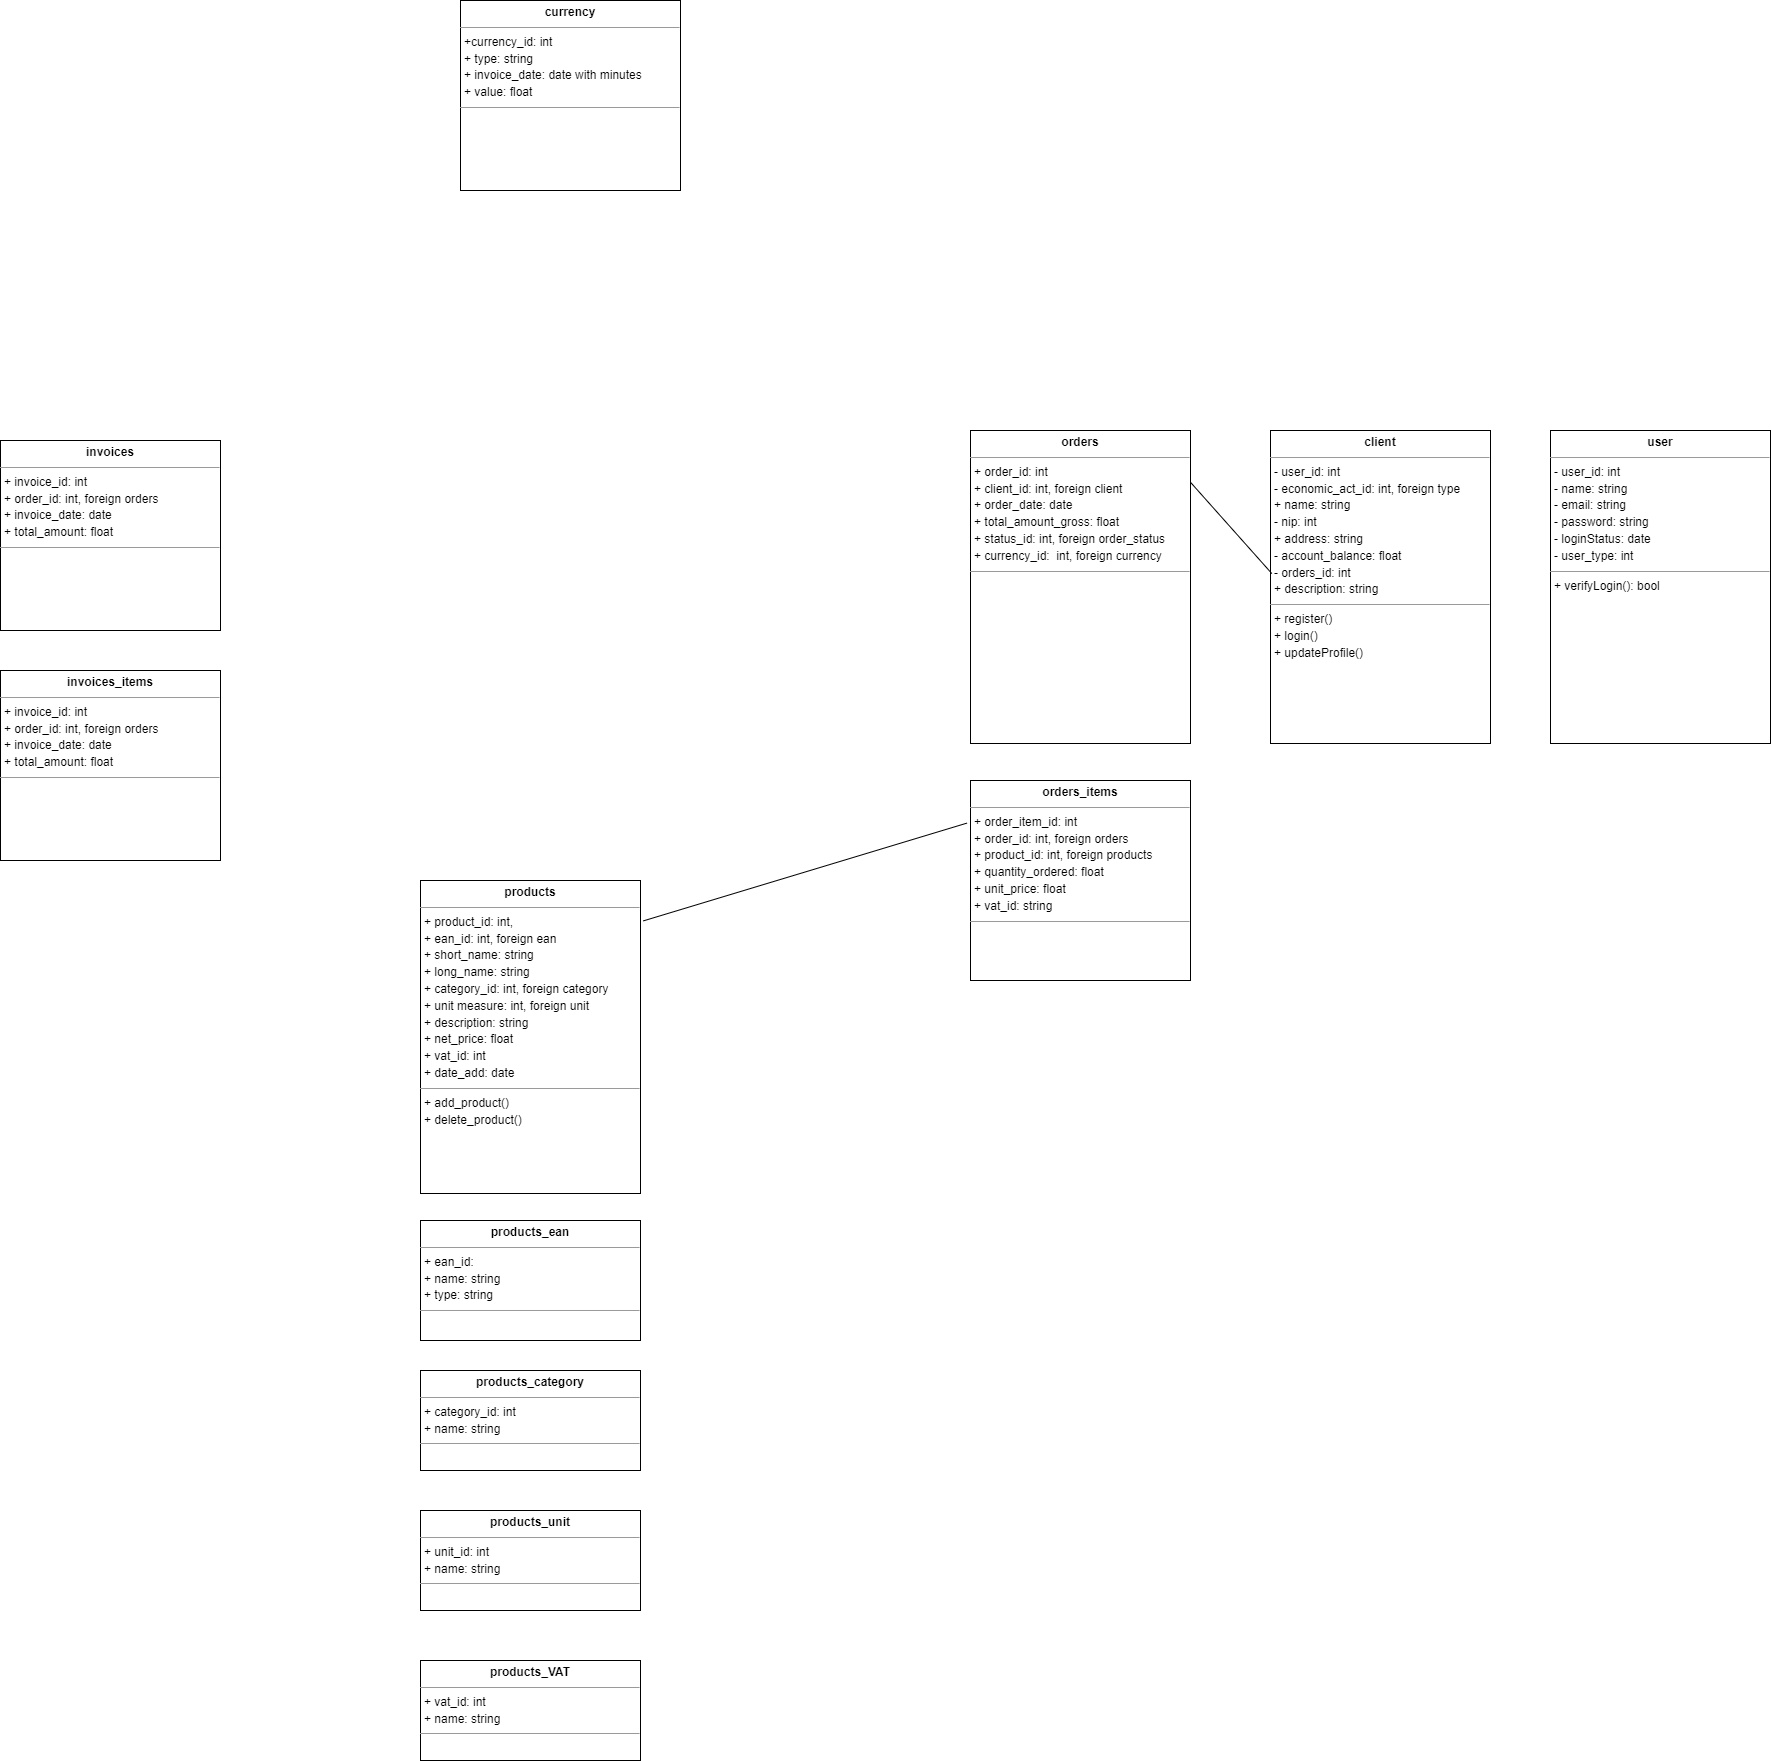 currency
+currency_id: int
+ type: string
+ invoice_date: date with minutes
+ value: float
invoices
+ invoice_id: int
+ order_id: int, foreign orders
+ invoice_date: date
+ total_amount: float
invoices_items
+ invoice_id: int
+ order_id: int, foreign orders
+ invoice_date: date
+ total_amount: float
orders
+ order_id: int
+ client_id: int, foreign client
+ order_date: date
+ total_amount_gross: float
+ status_id: int, foreign order_status
+ currency_id:  int, foreign currency
client
- user_id: int
- economic_act_id: int, foreign type
+ name: string
- nip: int
+ address: string
- account_balance: float
- orders_id: int
+ description: string
+ register()
+ login()
+ updateProfile()
user
- user_id: int
- name: string
- email: string
- password: string
- loginStatus: date
- user_type: int
+ verifyLogin(): bool
orders_items
+ order_item_id: int
+ order_id: int, foreign orders
+ product_id: int, foreign products
+ quantity_ordered: float
+ unit_price: float
+ vat_id: string
products
+ product_id: int,
+ ean_id: int, foreign ean
+ short_name: string
+ long_name: string
+ category_id: int, foreign category
+ unit measure: int, foreign unit
+ description: string
+ net_price: float
+ vat_id: int
+ date_add: date
+ add_product()
+ delete_product()
products_ean
+ ean_id:
+ name: string
+ type: string
products_category
+ category_id: int
+ name: string
products_unit
+ unit_id: int
+ name: string
products_VAT
+ vat_id: int
+ name: string